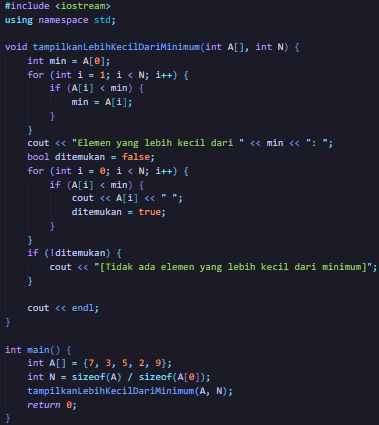 #include <iostream>
using namespace std;

void tampilkanLebihKecilDariMinimum(int A[], int N) {
    int min = A[0];
    for (int i = 1; i < N; i++) {
        if (A[i] < min) {
            min = A[i];
        }
    }
    cout << "Elemen yang lebih kecil dari " << min << ": ";
    bool ditemukan = false;
    for (int i = 0; i < N; i++) {
        if (A[i] < min) {
            cout << A[i] << " ";
            ditemukan = true;
        }
    }
    if (!ditemukan) {
        cout << "[Tidak ada elemen yang lebih kecil dari minimum]";
    }

    cout << endl;
}

int main() {
    int A[] = {7, 3, 5, 2, 9};
    int N = sizeof(A) / sizeof(A[0]);
    tampilkanLebihKecilDariMinimum(A, N);
    return 0;
}